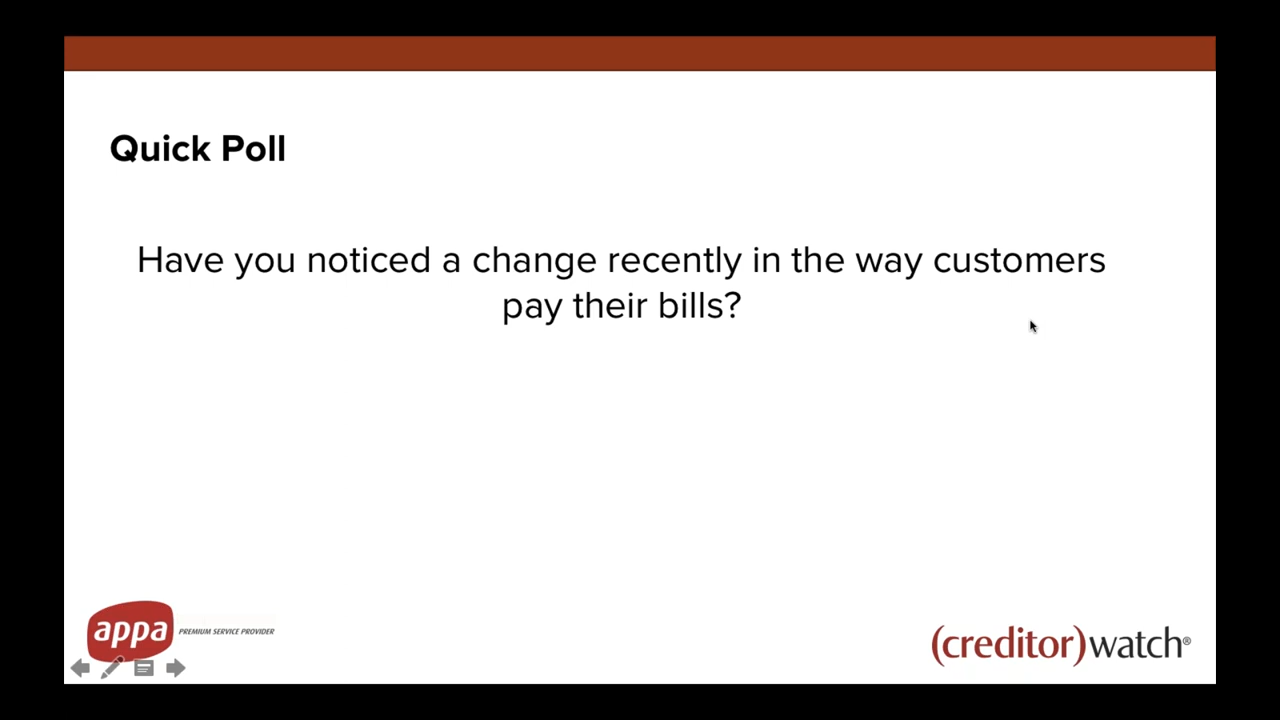 Quick Poll
Have you noticed a change recently in the way customers
pay their bills?
appa PREMIUM SERVICE PROVIDER
(creditor)watch®